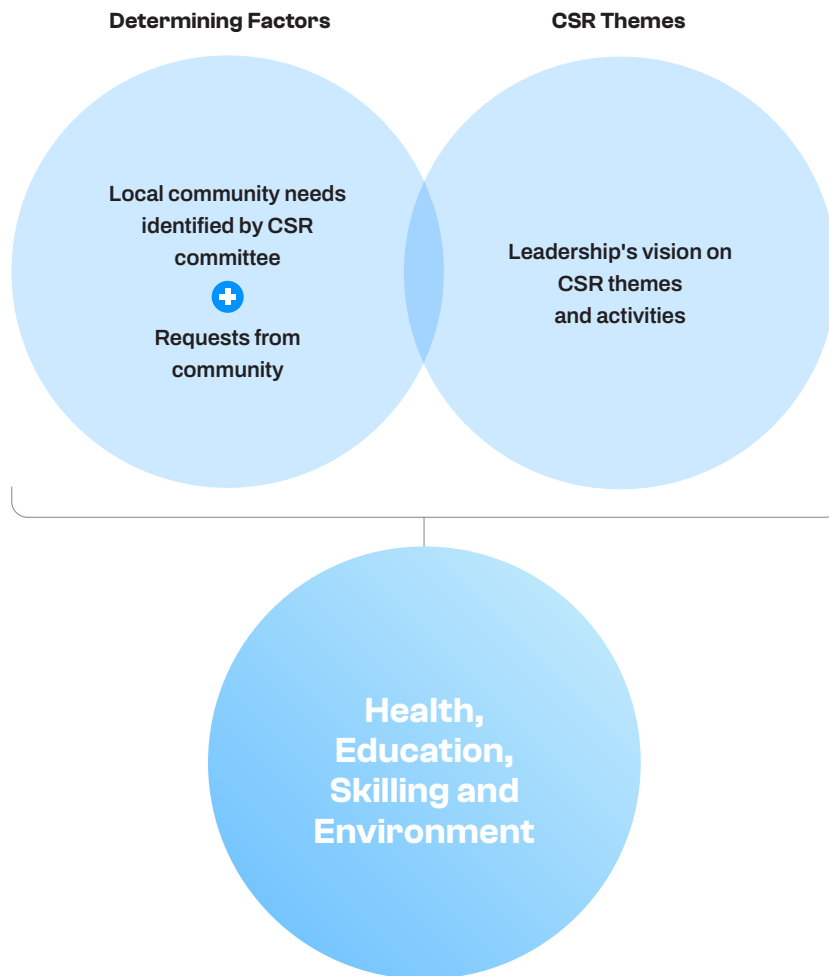 Determining Factors
CSR Themes
Local community needs
identified by CSR
committee
Requests from
community
Leadership's vision on
CSR themes
and activities
Health,
Education,
Skilling and
Environment